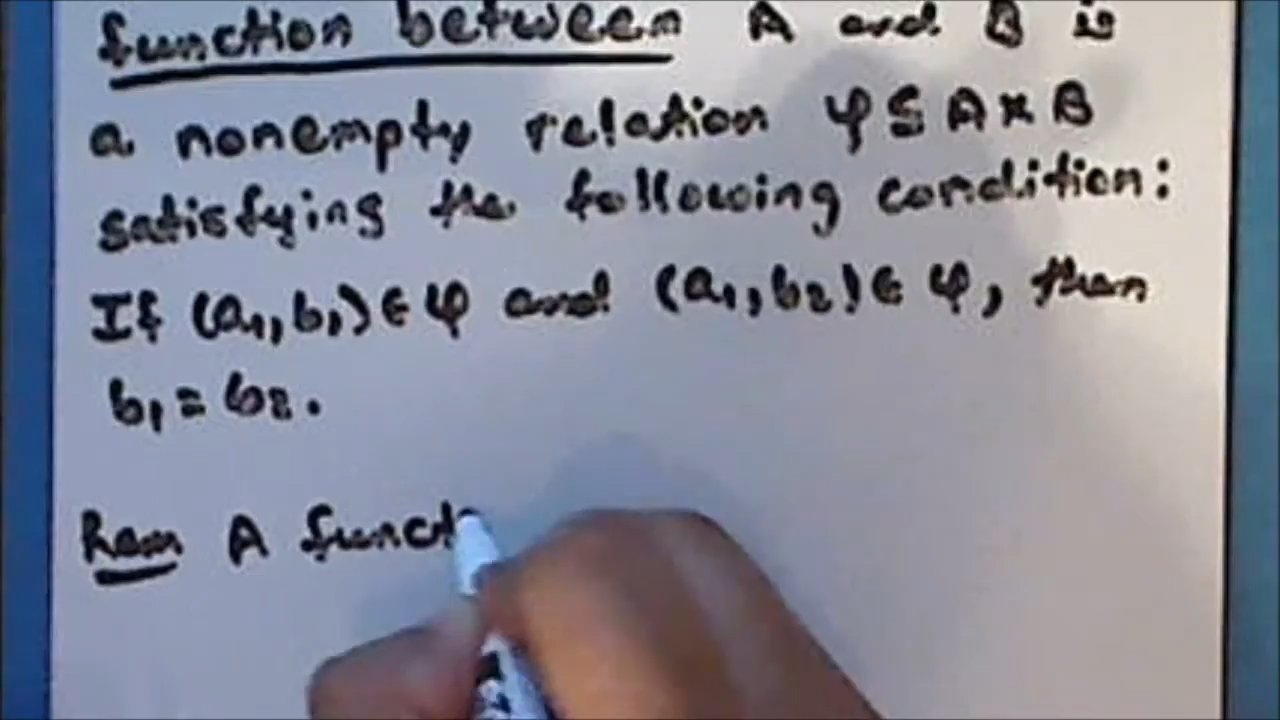 function between A and B is
a nonempty relation φ ⊆ A × B
satisfying the following condition:
If (a₁, b₁) ∈ φ and (a₁, b₂) ∈ φ, then
b₁ = b₂.
Rem A funct